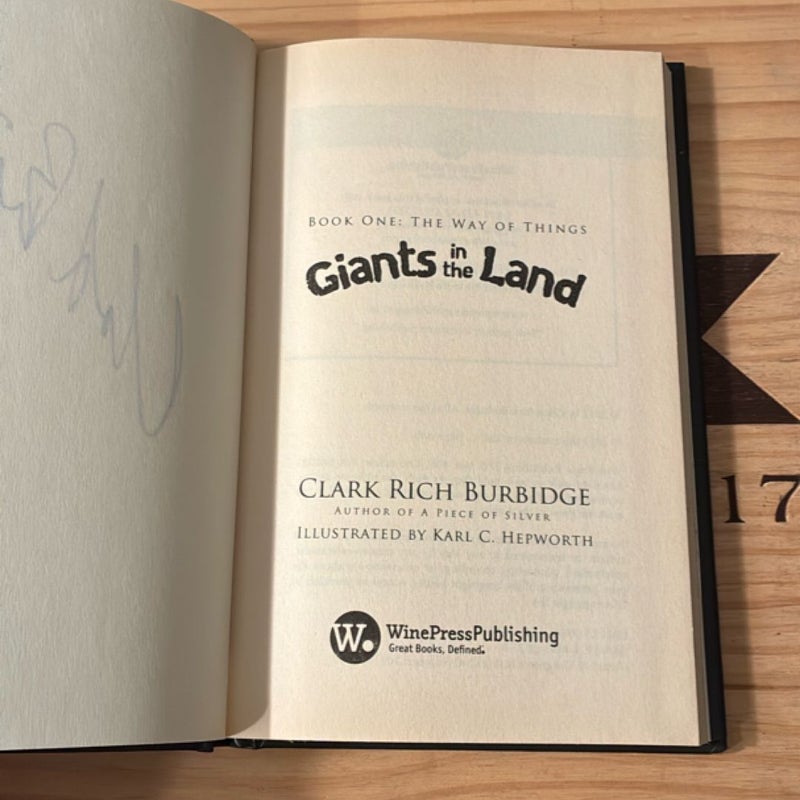 BOOK ONE: THE WAY OF THINGS
Giants in the Land
CLARK RICH BURBIDGE
AUTHOR OF A PIECE OF SILVER
ILLUSTRATED BY KARL C. HEPWORTH
W.
WinePressPublishing
Great Books, Defined.
17